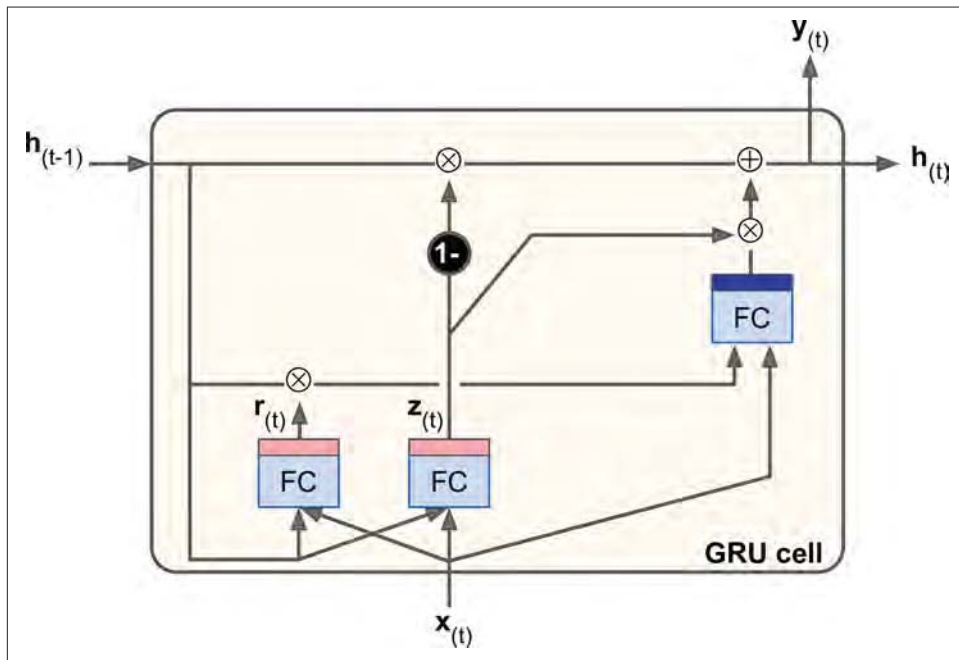 y(t)
h(t-1)
h(t)
1-
FC
r(t)
z(t)
FC
FC
GRU cell
x(t)